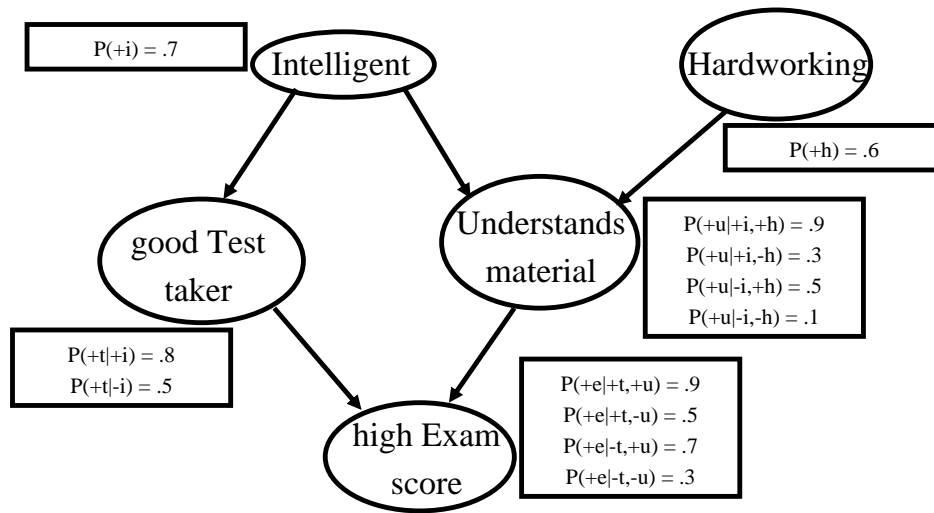 P(+i) = .7
Intelligent
Hardworking
P(+h) = .6
good Test
taker
Understands
material
P(+u|+i,+h) = .9
P(+u|+i,-h) = .3
P(+u|-i,+h) = .5
P(+u|-i,-h) = .1
P(+t|+i) = .8
P(+t|-i) = .5
high Exam
score
P(+e|+t,+u) = .9
P(+e|+t,-u) = .5
P(+e|-t,+u) = .7
P(+e|-t,-u) = .3